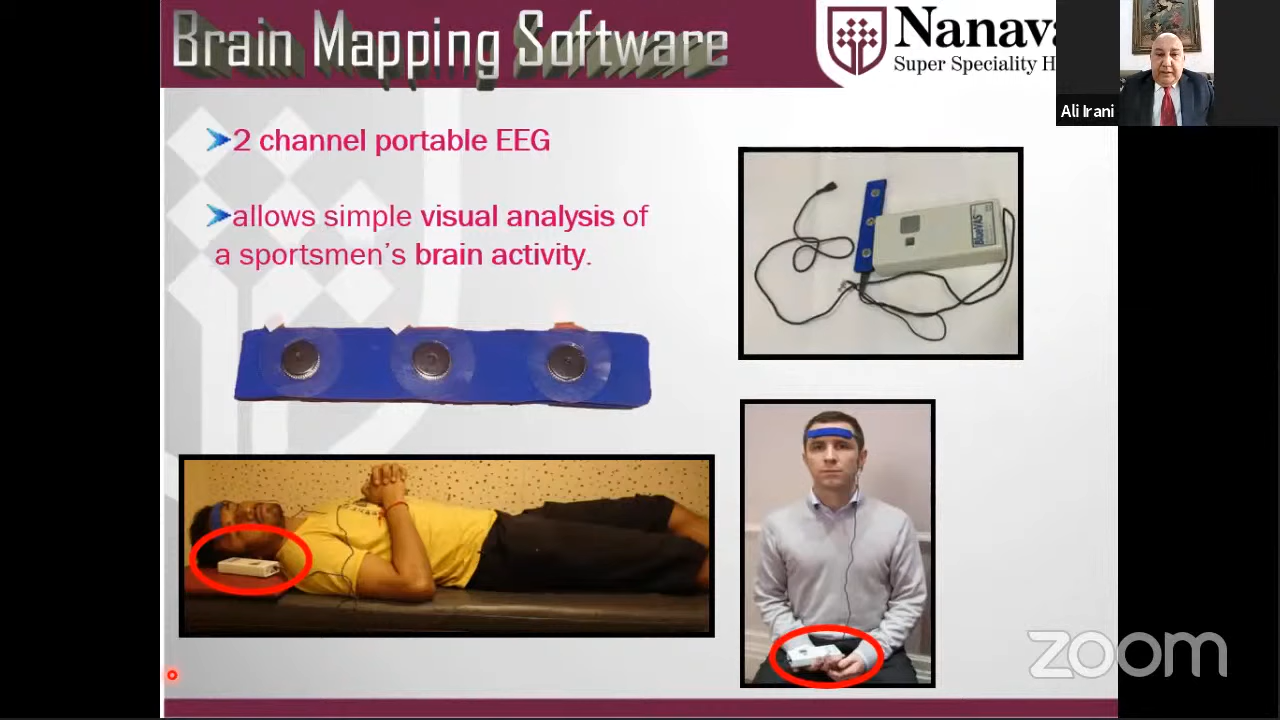 Brain Mapping Software
Nanava
Super Speciality H
Ali Irani
2 channel portable EEG
allows simple visual analysis of
a sportsmen's brain activity.
BlueVAS
zoom